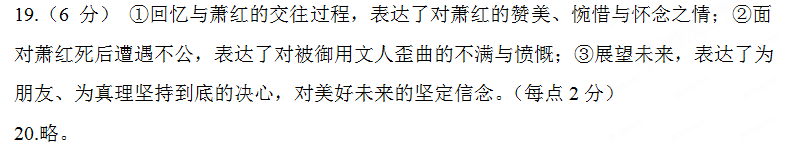 19.（6 分） ①回忆与萧红的交往过程，表达了对萧红的赞美、惋惜与怀念之情；②面
对萧红死后遭遇不公，表达了对被御用文人歪曲的不满与愤慨；③展望未来，表达了为
朋友、为真理坚持到底的决心，对美好未来的坚定信念。（每点 2 分）
20.略。